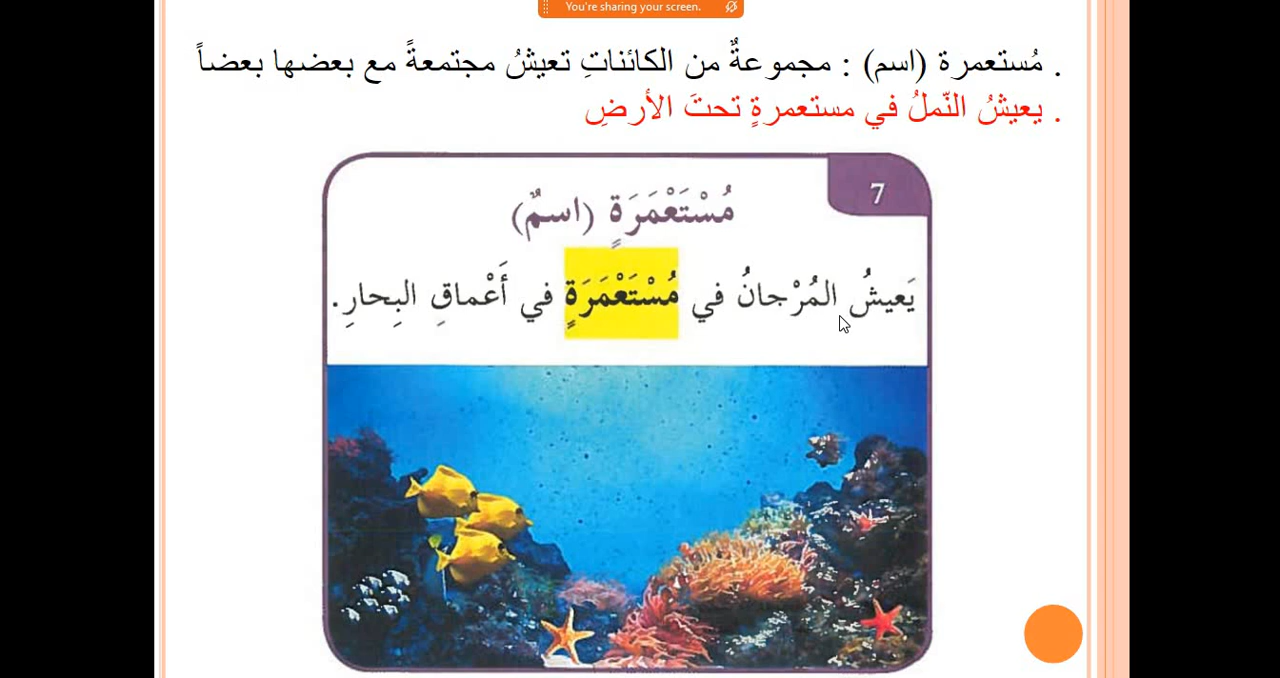 You're sharing your screen.
. مُستعمرة (اسم) : مجموعةٌ من الكائناتِ تعيشُ مجتمعةً مع بعضها بعضاً
. يعيشُ النّملُ في مستعمرةٍ تحتَ الأرضِ
7
مُسْتَعْمَرَةٍ (اسمٌ)
يَعيشُ المُرْجانُ في مُسْتَعْمَرَةٍ في أَعْماقِ البِحارِ.